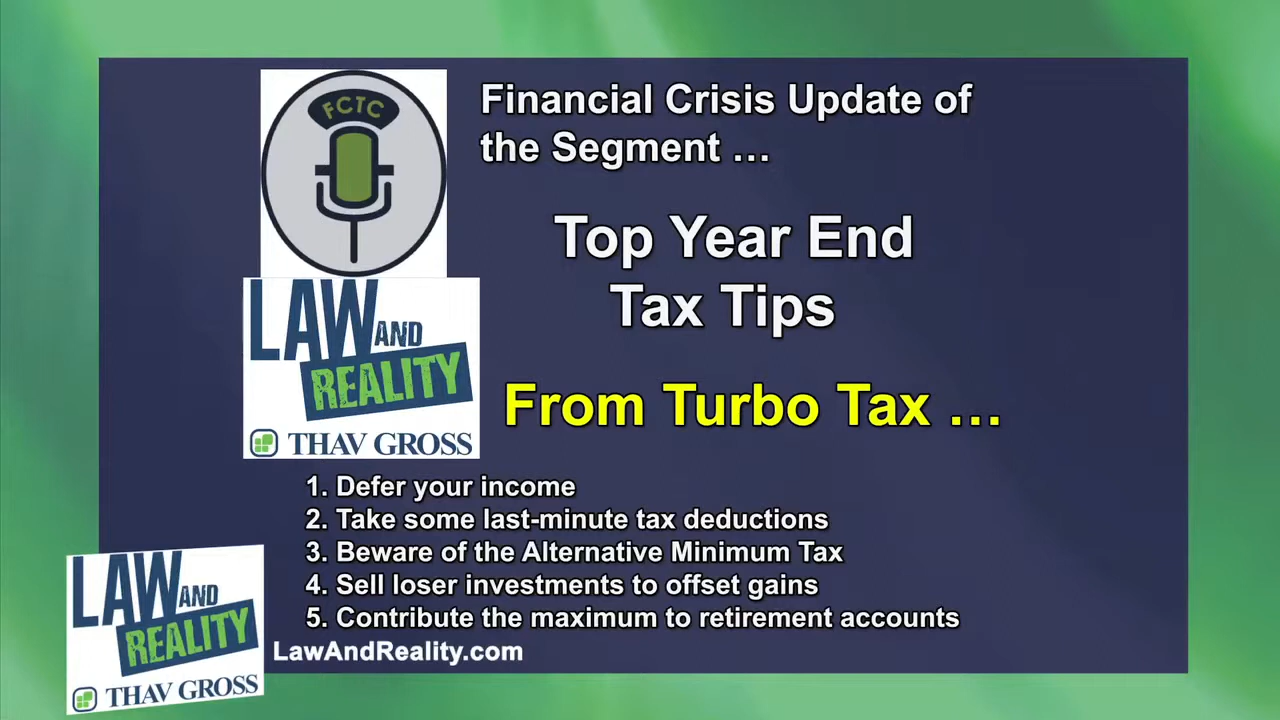 FCTC
Financial Crisis Update of
the Segment …
Top Year End
Tax Tips
LAW AND
REALITY
THAV GROSS
From Turbo Tax …
1. Defer your income
2. Take some last-minute tax deductions
3. Beware of the Alternative Minimum Tax
4. Sell loser investments to offset gains
5. Contribute the maximum to retirement accounts
LAW AND
REALITY
THAV GROSS
LawAndReality.com